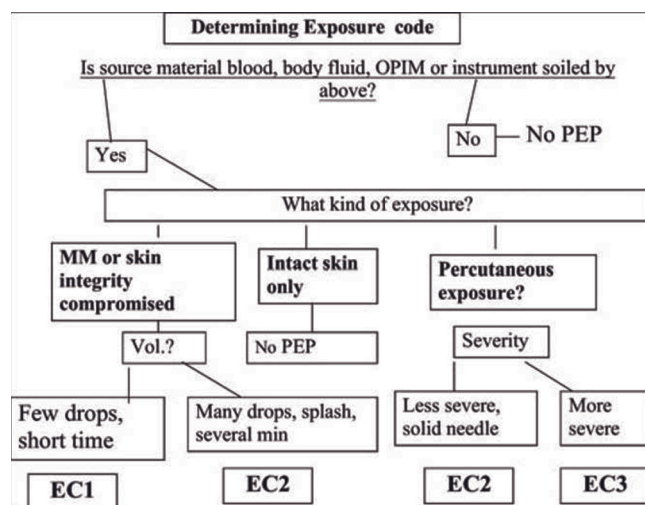 Determining Exposure code
Is source material blood, body fluid, OPIM or instrument soiled by
above?
Yes
No
No PEP
What kind of exposure?
MM or skin
integrity
compromised
Intact skin
only
Percutaneous
exposure?
Vol.?
No PEP
Severity
Few drops,
short time
Many drops, splash,
several min
Less severe,
solid needle
More
severe
EC1
EC2
EC2
EC3